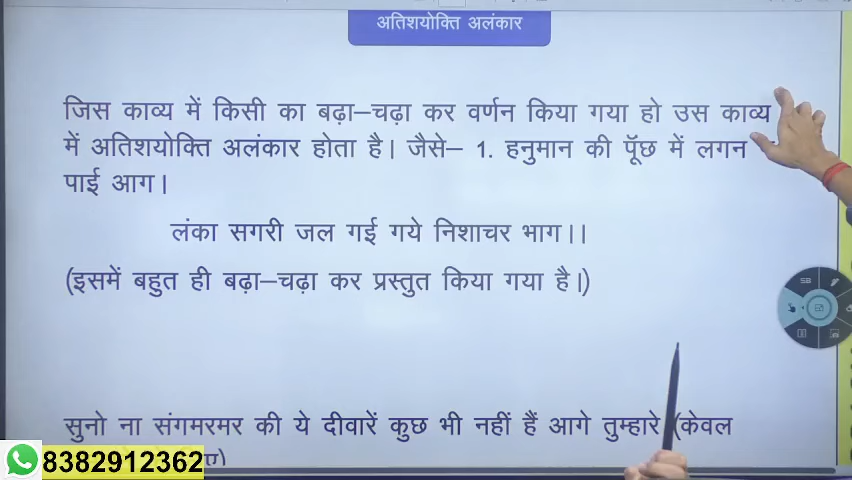 अतिशयोक्ति अलंकार
जिस काव्य में किसी का बढ़ा–चढ़ा कर वर्णन किया गया हो उस काव्य
में अतिशयोक्ति अलंकार होता है। जैसे– 1. हनुमान की पूॅंछ में लगन
पाई आग।
लंका सगरी जल गई गये निशाचर भाग।।
(इसमें बहुत ही बढ़ा–चढ़ा कर प्रस्तुत किया गया है।)
SB
सुनो ना संगमरमर की ये दीवारें कुछ भी नहीं हैं आगे तुम्हारे (केवल
8382912362